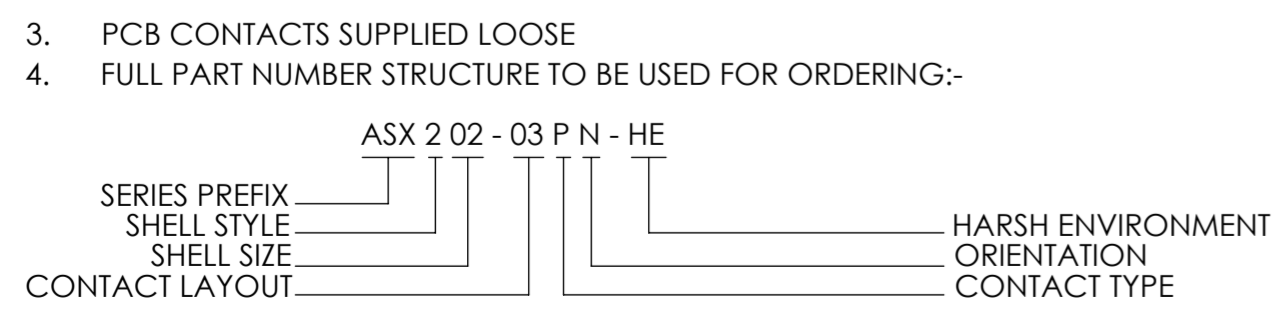 3. PCB CONTACTS SUPPLIED LOOSE
4. FULL PART NUMBER STRUCTURE TO BE USED FOR ORDERING:-
ASX 2 02 - 03 P N - HE
SERIES PREFIX
SHELL STYLE
SHELL SIZE
CONTACT LAYOUT
HARSH ENVIRONMENT
ORIENTATION
CONTACT TYPE